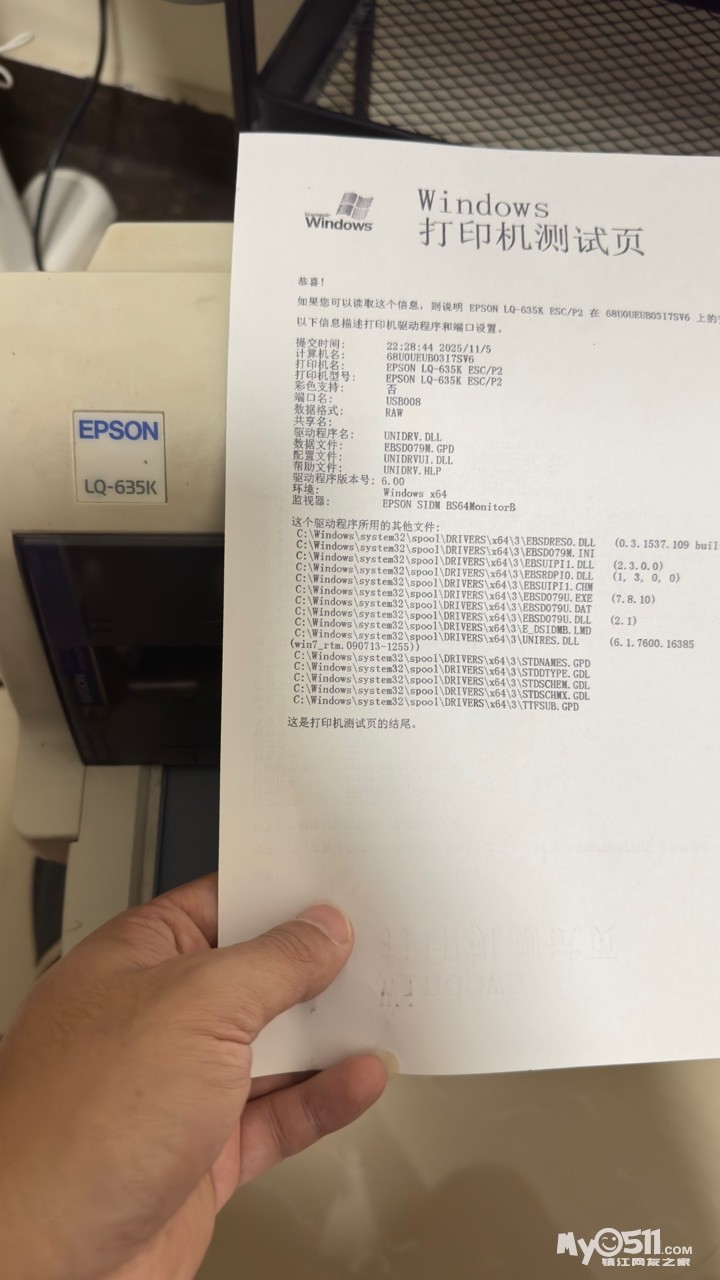 EPSON
LQ-635K
Microsoft
Windows
Windows
打印机测试页
恭喜!
如果您可以读取这个信息，则说明 EPSON LQ-635K ESC/P2 在 68U0UEUB03I7SV6 上的
以下信息描述打印机驱动程序和端口设置。
提交时间: 22:28:44 2025/11/5
计算机名: 68U0UEUB03I7SV6
打印机名: EPSON LQ-635K ESC/P2
打印机型号: EPSON LQ-635K ESC/P2
彩色支持: 否
端口名: USB008
数据格式: RAW
共享名:
驱动程序名: UNIDRV.DLL
数据文件: EBSD079M.GPD
配置文件: UNIDRVUI.DLL
帮助文件: UNIDRV.HLP
驱动程序版本号: 6.00
环境: Windows x64
监视器: EPSON SIDM BS64MonitorB
这个驱动程序所用的其他文件:
C:\Windows\system32\spool\DRIVERS\x64\3\EBSDRESO.DLL (0.3.1537.109 buil
C:\Windows\system32\spool\DRIVERS\x64\3\EBSD079M.INI
C:\Windows\system32\spool\DRIVERS\x64\3\EBSUIPI1.DLL (2.3.0.0)
C:\Windows\system32\spool\DRIVERS\x64\3\EBSRDPIO.DLL (1, 3, 0, 0)
C:\Windows\system32\spool\DRIVERS\x64\3\EBSUIPI1.CHM
C:\Windows\system32\spool\DRIVERS\x64\3\EBSD079U.EXE (7.8.10)
C:\Windows\system32\spool\DRIVERS\x64\3\EBSD079U.DAT
C:\Windows\system32\spool\DRIVERS\x64\3\EBSD079U.DLL (2.1)
C:\Windows\system32\spool\DRIVERS\x64\3\E_DSIDMB.LMD
C:\Windows\system32\spool\DRIVERS\x64\3\UNIRES.DLL (6.1.7600.16385
(win7_rtm.090713-1255))
C:\Windows\system32\spool\DRIVERS\x64\3\STDNAMES.GPD
C:\Windows\system32\spool\DRIVERS\x64\3\STDDTYPE.GDL
C:\Windows\system32\spool\DRIVERS\x64\3\STDSCHEM.GDL
C:\Windows\system32\spool\DRIVERS\x64\3\STDSCHMX.GDL
C:\Windows\system32\spool\DRIVERS\x64\3\TTFSUB.GPD
这是打印机测试页的结尾。
My0511.COM
镇江网友之家